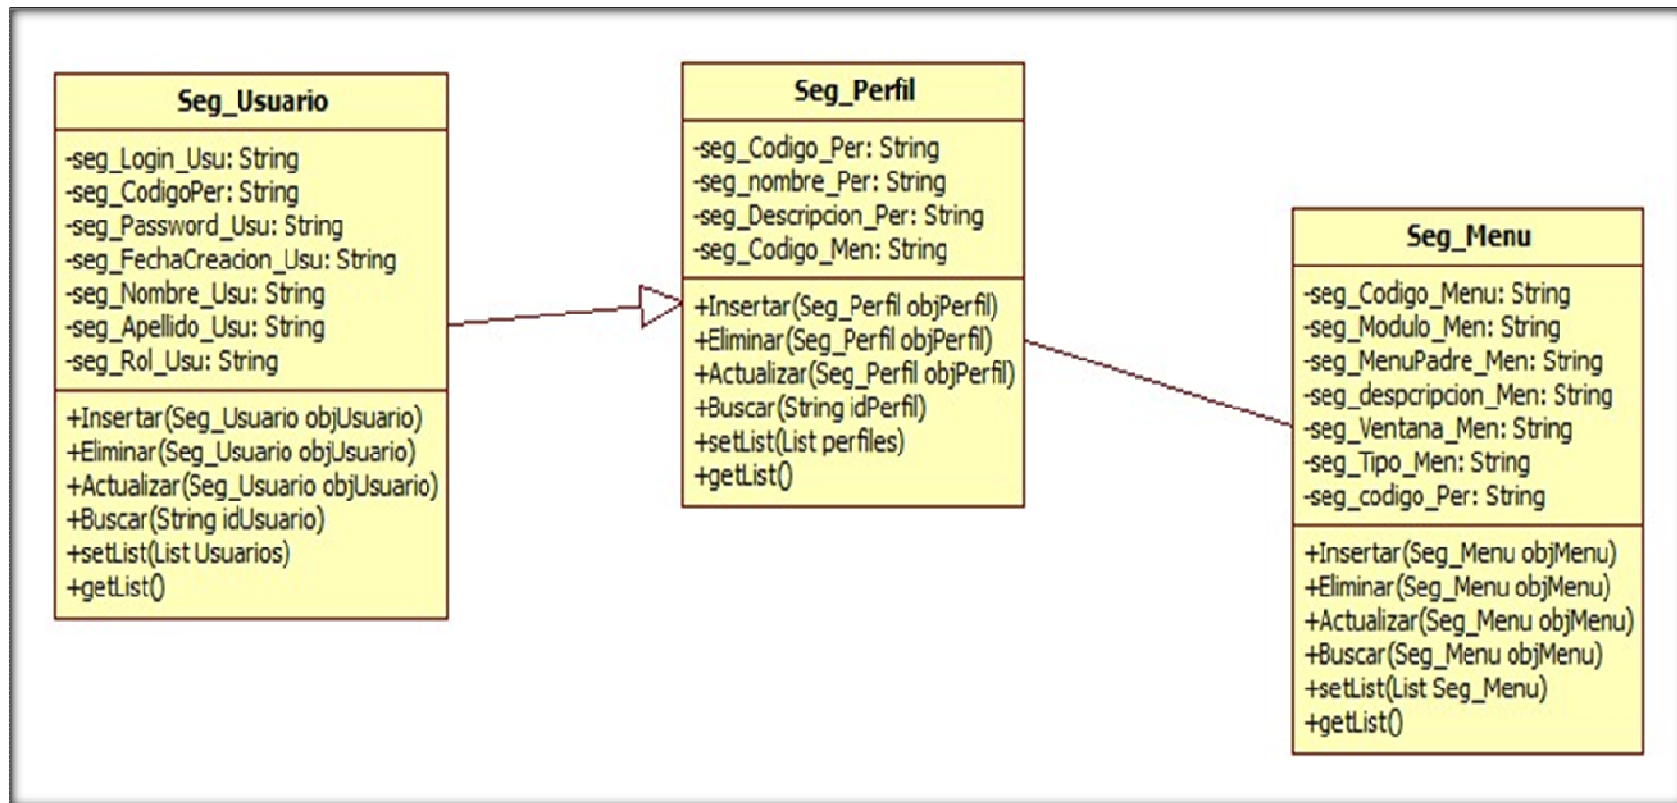 Seg_Usuario
-seg_Login_Usu: String
-seg_CodigoPer: String
-seg_Password_Usu: String
-seg_FechaCreacion_Usu: String
-seg_Nombre_Usu: String
-seg_Apellido_Usu: String
-seg_Rol_Usu: String
+Insertar(Seg_Usuario objUsuario)
+Eliminar(Seg_Usuario objUsuario)
+Actualizar(Seg_Usuario objUsuario)
+Buscar(String idUsuario)
+setList(List Usuarios)
+getList()
Seg_Perfil
-seg_Codigo_Per: String
-seg_nombre_Per: String
-seg_Descripcion_Per: String
-seg_Codigo_Men: String
+Insertar(Seg_Perfil objPerfil)
+Eliminar(Seg_Perfil objPerfil)
+Actualizar(Seg_Perfil objPerfil)
+Buscar(String idPerfil)
+setList(List perfiles)
+getList()
Seg_Menu
-seg_Codigo_Menu: String
-seg_Modulo_Men: String
-seg_MenuPadre_Men: String
-seg_despcripcion_Men: String
-seg_Ventana_Men: String
-seg_Tipo_Men: String
-seg_codigo_Per: String
+Insertar(Seg_Menu objMenu)
+Eliminar(Seg_Menu objMenu)
+Actualizar(Seg_Menu objMenu)
+Buscar(Seg_Menu objMenu)
+setList(List Seg_Menu)
+getList()